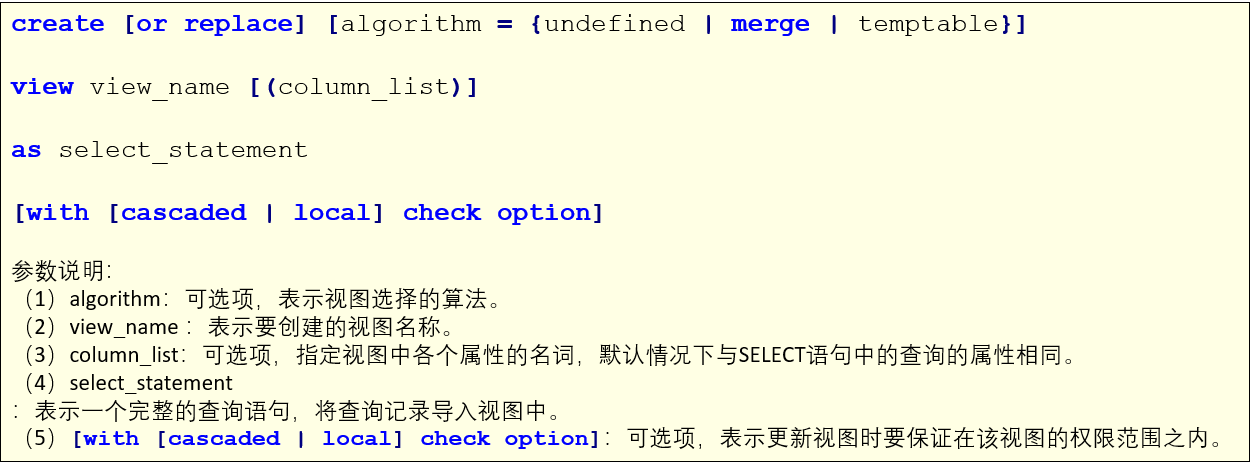 create [or replace] [algorithm = {undefined | merge | temptable}]
view view_name [(column_list)]
as select_statement
[with [cascaded | local] check option]
参数说明：
（1）algorithm：可选项，表示视图选择的算法。
（2）view_name ：表示要创建的视图名称。
（3）column_list：可选项，指定视图中各个属性的名词，默认情况下与SELECT语句中的查询的属性相同。
（4）select_statement
：表示一个完整的查询语句，将查询记录导入视图中。
（5）[with [cascaded | local] check option]：可选项，表示更新视图时要保证在该视图的权限范围之内。